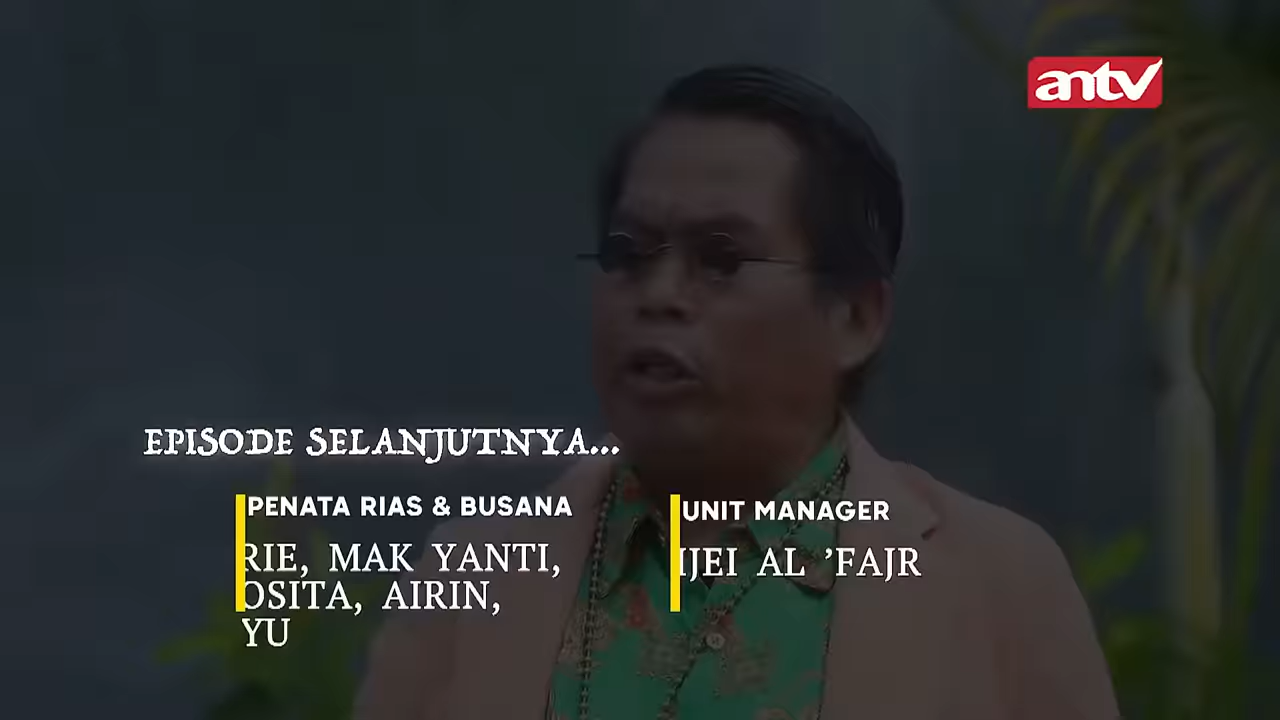 antv
EPISODE SELANJUTNYA...
PENATA RIAS & BUSANA
RIE, MAK YANTI,
OSITA, AIRIN,
YU
UNIT MANAGER
IJEI AL 'FAJR